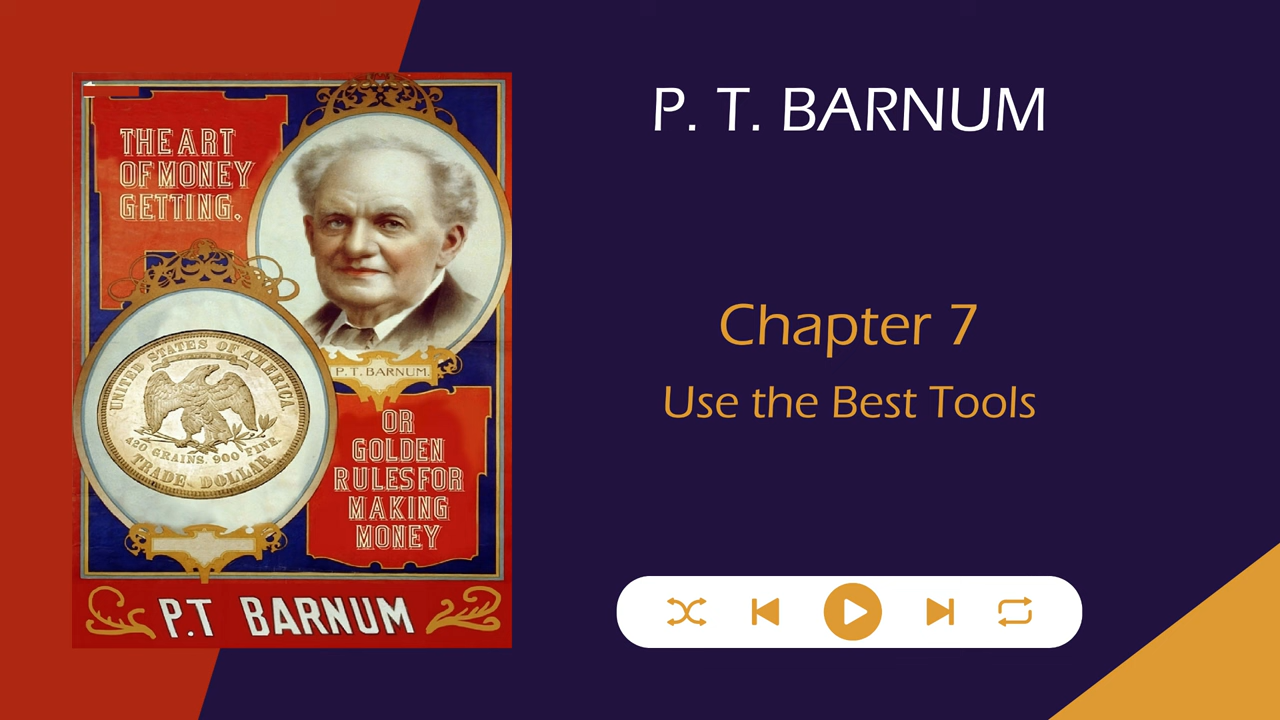 THE ART
OF MONEY
GETTING.
P. T. BARNUM.
UNITED STATES OF AMERICA.
420 GRAINS. 900 FINE.
TRADE DOLLAR.
OR
GOLDEN
RULES FOR
MAKING
MONEY
P.T BARNUM
P. T. BARNUM
Chapter 7
Use the Best Tools